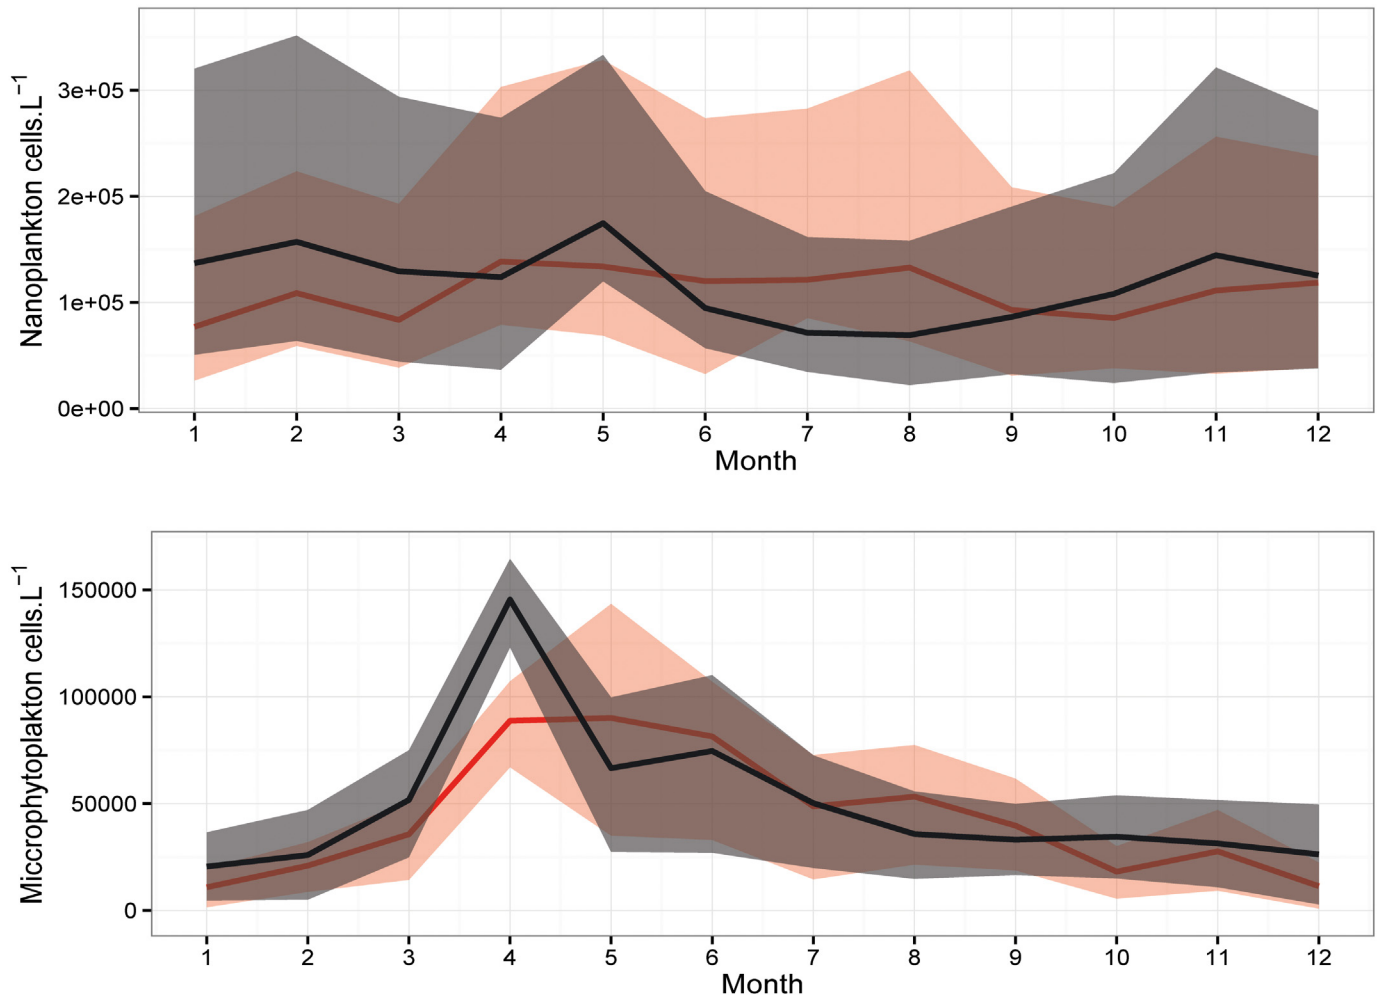 Nanoplankton cells.L⁻¹
3e+05
2e+05
1e+05
0e+00
1 2 3 4 5 6 7 8 9 10 11 12
Month
Miccrophytoplakton cells.L⁻¹
150000
100000
50000
0
1 2 3 4 5 6 7 8 9 10 11 12
Month